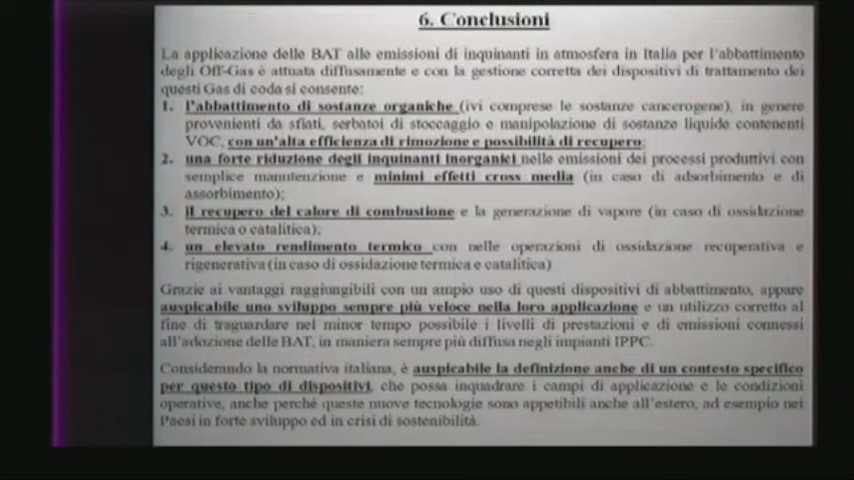 6. Conclusioni
La applicazione delle BAT alle emissioni di inquinanti in atmosfera in Italia per l'abbattimento
degli Off-Gas è attuata diffusamente e con la gestione corretta dei dispositivi di trattamento dei
questi Gas di coda si consente:
1. l'abbattimento di sostanze organiche (ivi comprese le sostanze cancerogene), in genere
provenienti da sfiati, serbatoi di stoccaggio e manipolazione di sostanze liquide contenenti
VOC, con un'alta efficienza di rimozione e possibilità di recupero;
2. una forte riduzione degli inquinanti inorganici nelle emissioni dei processi produttivi con
semplice manutenzione e minimi effetti cross media (in caso di adsorbimento e di
assorbimento);
3. il recupero del calore di combustione e la generazione di vapore (in caso di ossidazione
termica o catalitica);
4. un elevato rendimento termico con nelle operazioni di ossidazione recuperativa e
rigenerativa (in caso di ossidazione termica e catalitica)
Grazie ai vantaggi raggiungibili con un ampio uso di questi dispositivi di abbattimento, appare
auspicabile uno sviluppo sempre più veloce nella loro applicazione e un utilizzo corretto al
fine di traguardare nel minor tempo possibile i livelli di prestazioni e di emissioni connessi
all'adozione delle BAT, in maniera sempre più diffusa negli impianti IPPC.
Considerando la normativa italiana, è auspicabile la definizione anche di un contesto specifico
per questo tipo di dispositivi, che possa inquadrare i campi di applicazione e le condizioni
operative, anche perché queste nuove tecnologie sono appetibili anche all'estero, ad esempio nei
Paesi in forte sviluppo ed in crisi di sostenibilità.